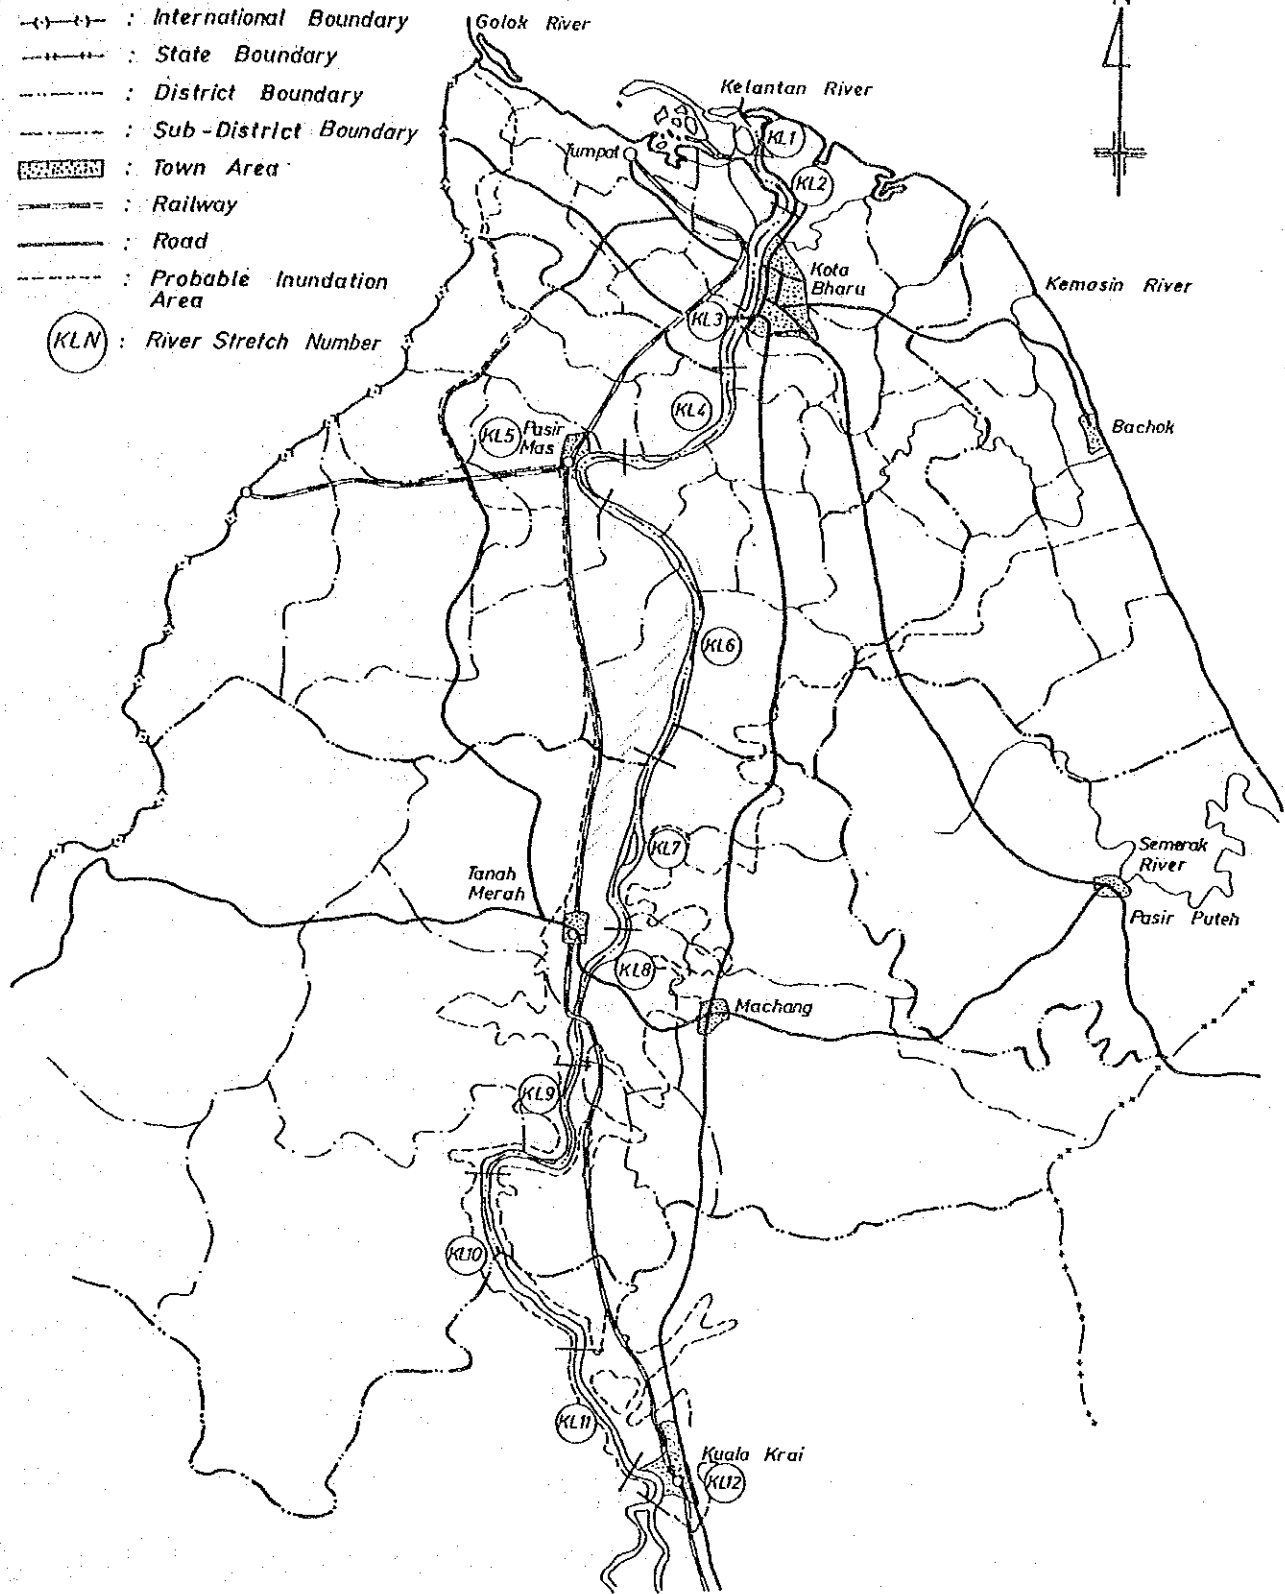 : International Boundary
: State Boundary
: District Boundary
: Sub-District Boundary
: Town Area
: Railway
: Road
: Probable Inundation
Area
KLN : River Stretch Number
N
Golok River
Kelantan River
KL1
Tumpat
KL2
Kota
Bharu
Kemasin River
KL3
KL4
KL5
Pasir
Mas
Bachok
KL6
KL7
Semerak
River
Tanah
Merah
Pasir Puteh
KL8
Machang
KL9
KL10
KL11
Kuala Krai
KL12